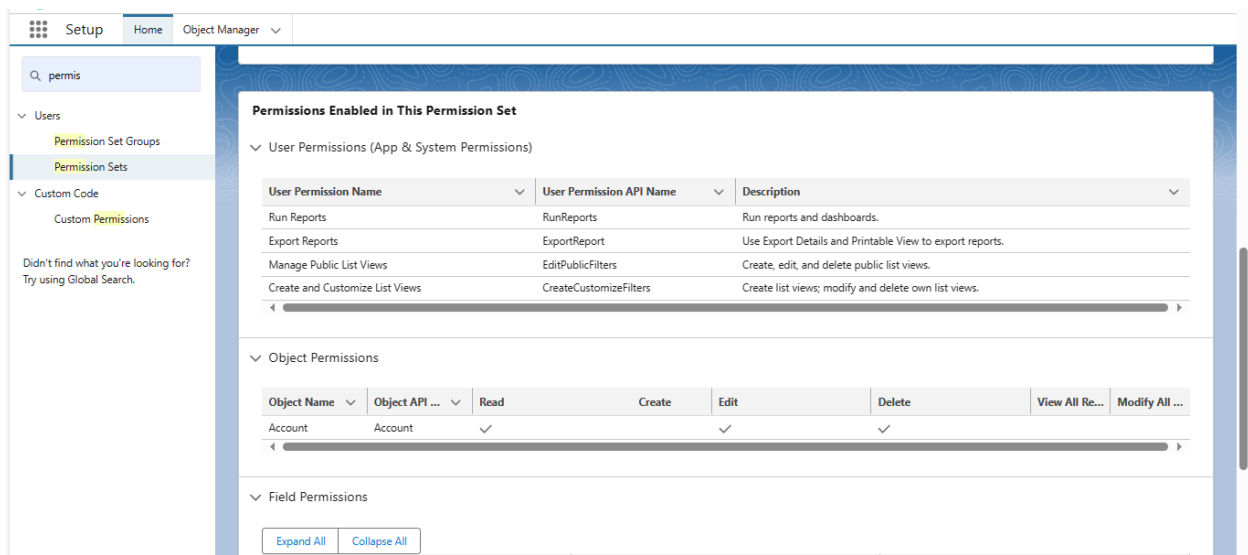 Setup
Home
Object Manager
permis
Users
Permission Set Groups
Permission Sets
Custom Code
Custom Permissions
Didn't find what you're looking for?
Try using Global Search.
Permissions Enabled in This Permission Set
User Permissions (App & System Permissions)
User Permission Name User Permission API Name Description
Run Reports RunReports Run reports and dashboards.
Export Reports ExportReport Use Export Details and Printable View to export reports.
Manage Public List Views EditPublicFilters Create, edit, and delete public list views.
Create and Customize List Views CreateCustomizeFilters Create list views; modify and delete own list views.
Object Permissions
Object Name Object API ... Read Create Edit Delete View All Re... Modify All ...
Account Account
Field Permissions
Expand All Collapse All